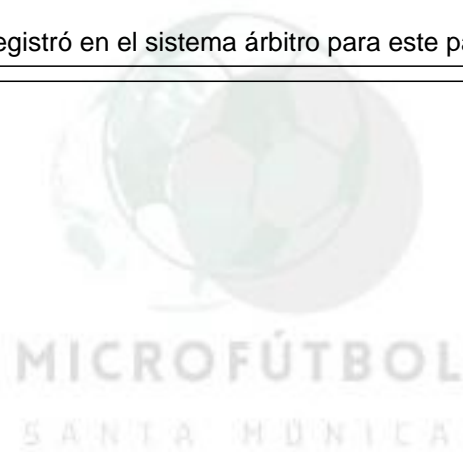 egistró en el sistema árbitro para este pa
MICROFÚTBOL
SANTA MÓNICA